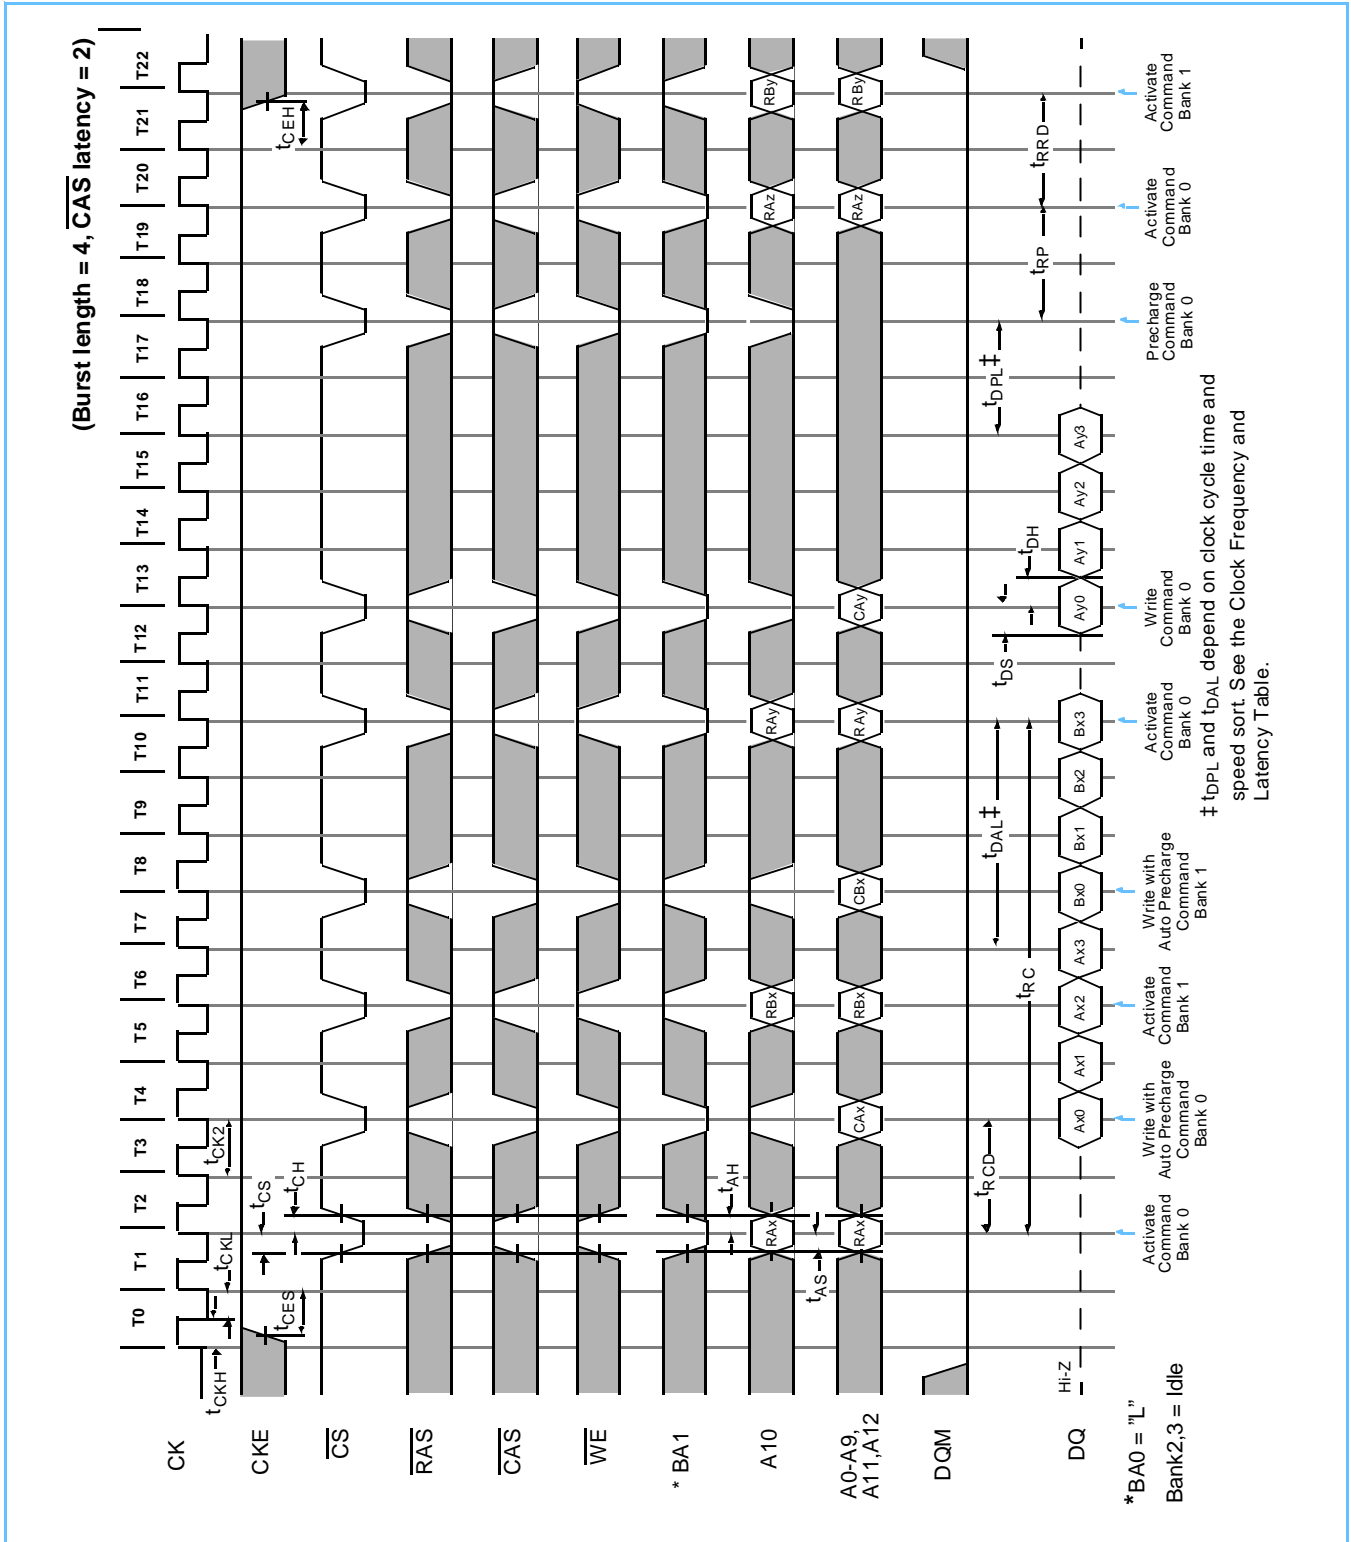 (Burst length = 4, CAS latency = 2)
T0 T1 T2 T3 T4 T5 T6 T7 T8 T9 T10 T11 T12 T13 T14 T15 T16 T17 T18 T19 T20 T21 T22
CK
tCKH
tCKL
tCK2
CKE
tCES
tCS
tCH
tCEH
CS
RAS
CAS
WE
* BA1
tAH
A10
RAx RBx RAy RAz RBy
tAS
A0-A9,
A11,A12
RAx CAx RBx CBx RAy CAy RAz RBy
DQM
tRCD
tDAL‡
tDS
tDPL‡
tRC
tDH
tRP
tRRD
DQ
Hi-Z
Ax0 Ax1 Ax2 Ax3 Bx0 Bx1 Bx2 Bx3 Ay0 Ay1 Ay2 Ay3
Activate
Command
Bank 0
Write with
Auto Precharge
Command
Bank 0
Activate
Command
Bank 1
Write with
Auto Precharge
Command
Bank 1
Activate
Command
Bank 0
Write
Command
Bank 0
Precharge
Command
Bank 0
Activate
Command
Bank 0
Activate
Command
Bank 1
*BA0 = "L"
Bank2,3 = Idle
‡ tDPL and tDAL depend on clock cycle time and
speed sort. See the Clock Frequency and
Latency Table.